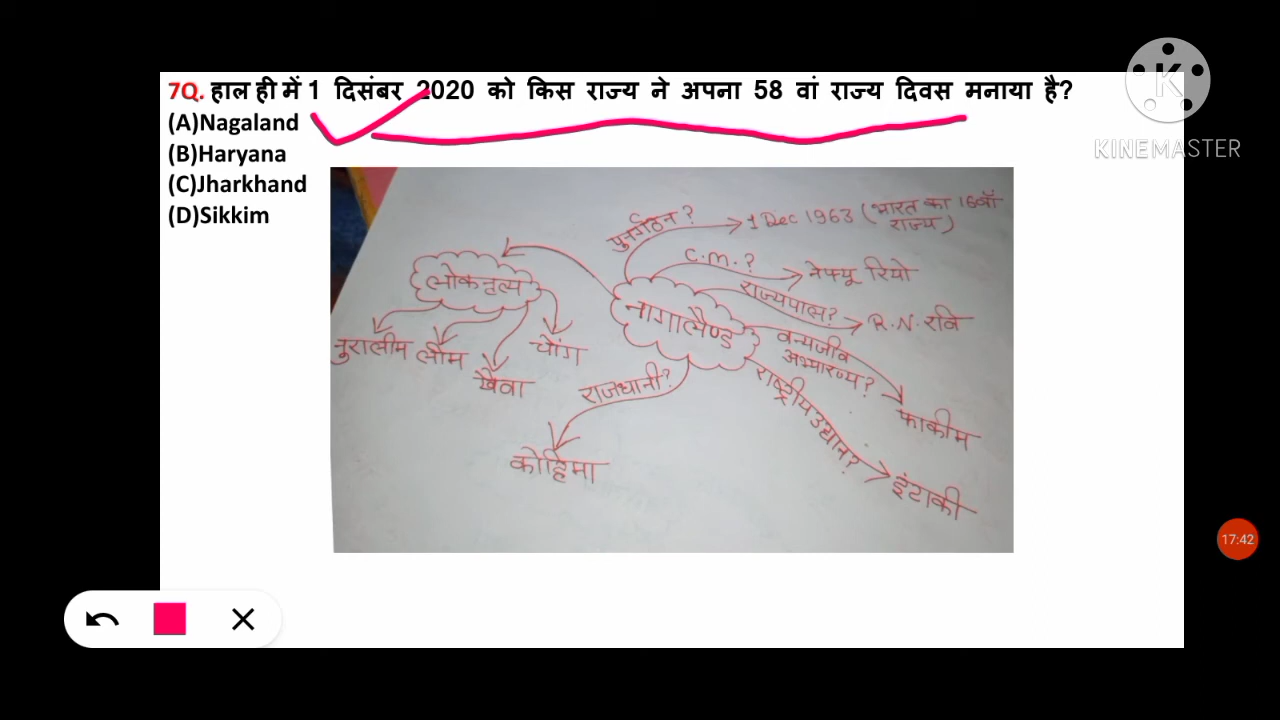 7Q. हाल ही में 1 दिसंबर 2020 को किस राज्य ने अपना 58 वां राज्य दिवस मनाया है?
(A)Nagaland
(B)Haryana
(C)Jharkhand
(D)Sikkim
KINEMASTER
पुनर्गठन?
1 Dec 1963 (भारत का 16वाँ
राज्य)
C.M.?
नेफ्यू रियो
लोकनृत्य
राज्यपाल?
R.N. रवि
नागालैण्ड
वन्यजीव
अभ्यारण्य?
फाकीम
नुरालीम
लीम
खैवा
चोंग
राजधानी?
कोहिमा
राष्ट्रीय उद्यान?
इंटाकी
17:42